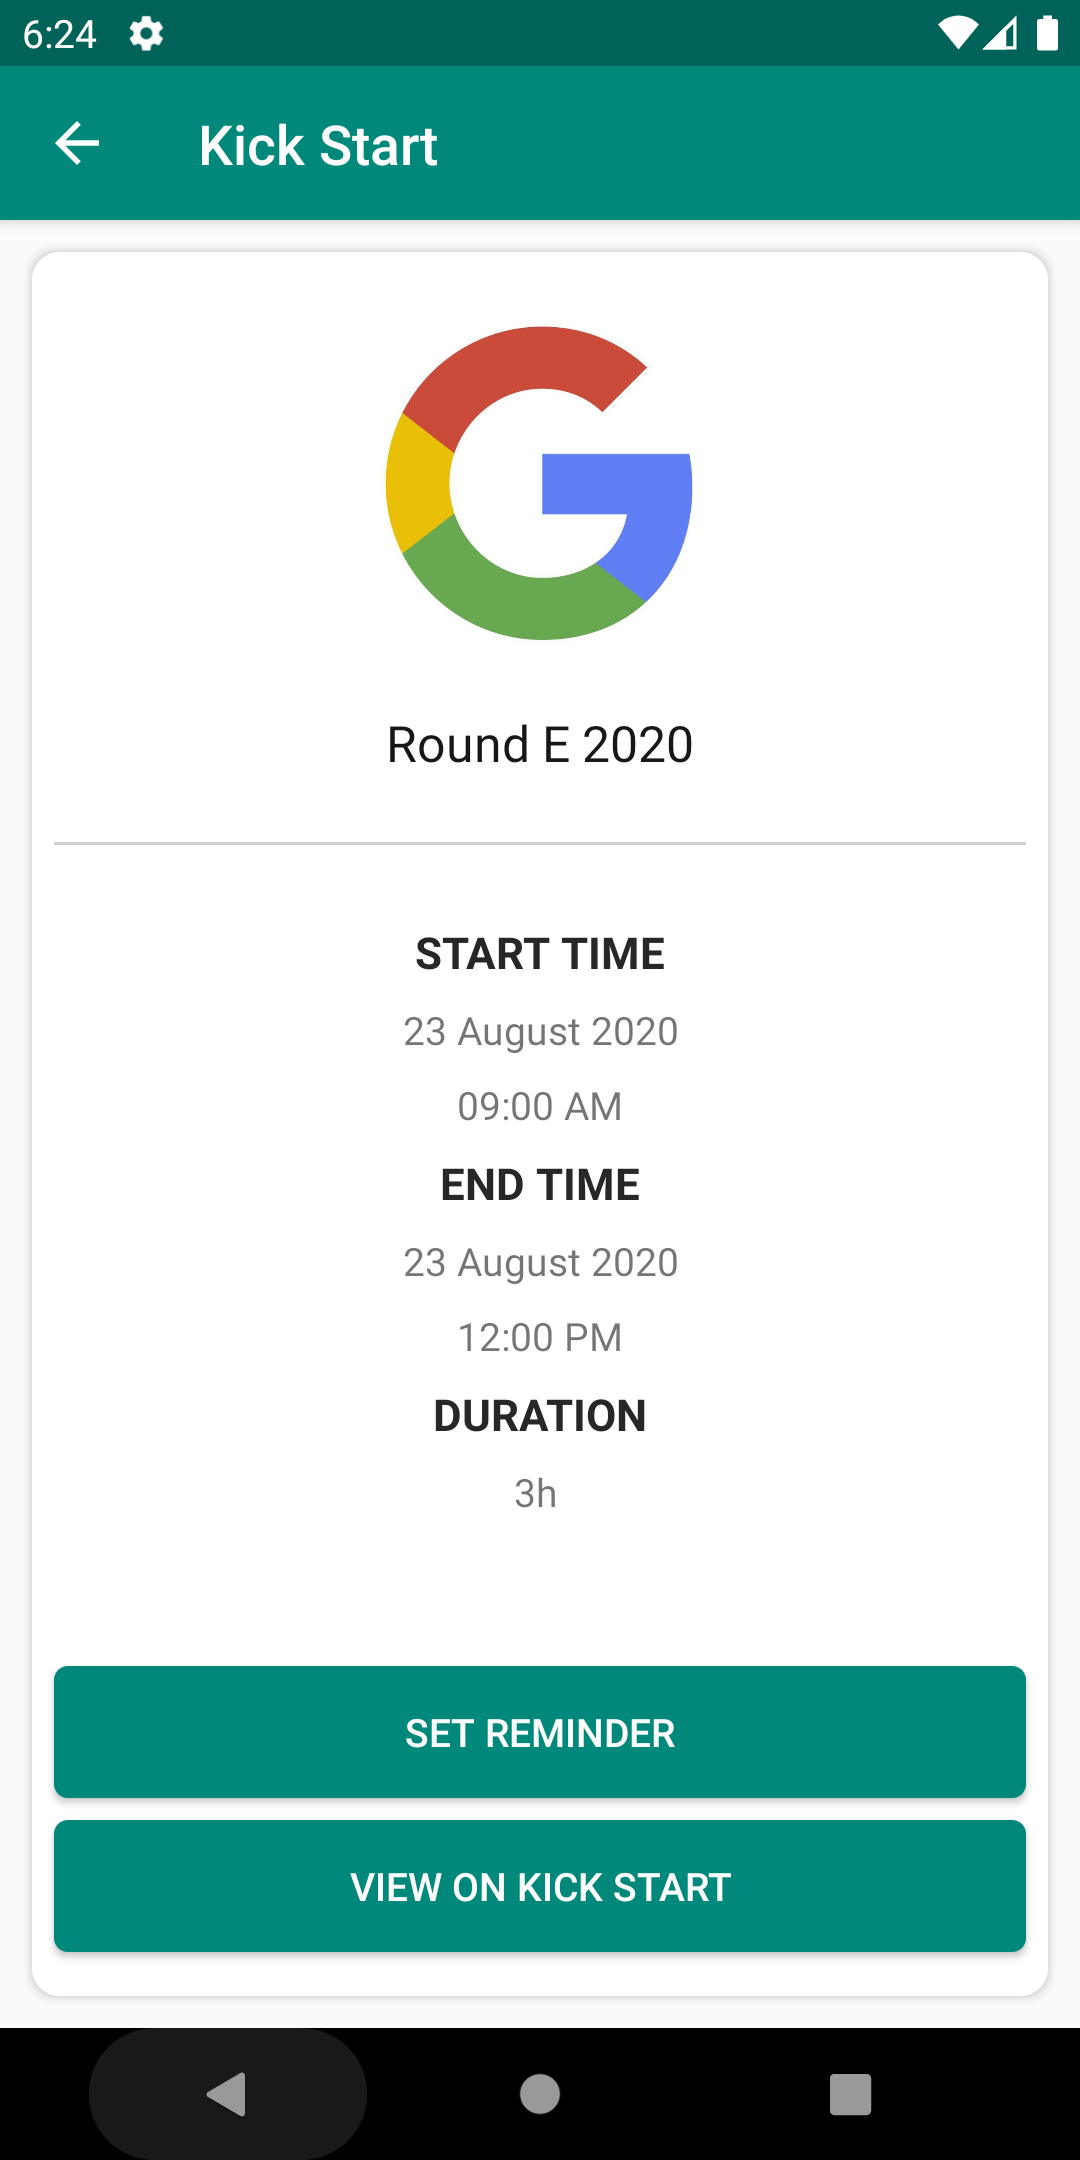 6:24
Kick Start
Round E 2020
START TIME
23 August 2020
09:00 AM
END TIME
23 August 2020
12:00 PM
DURATION
3h
SET REMINDER
VIEW ON KICK START